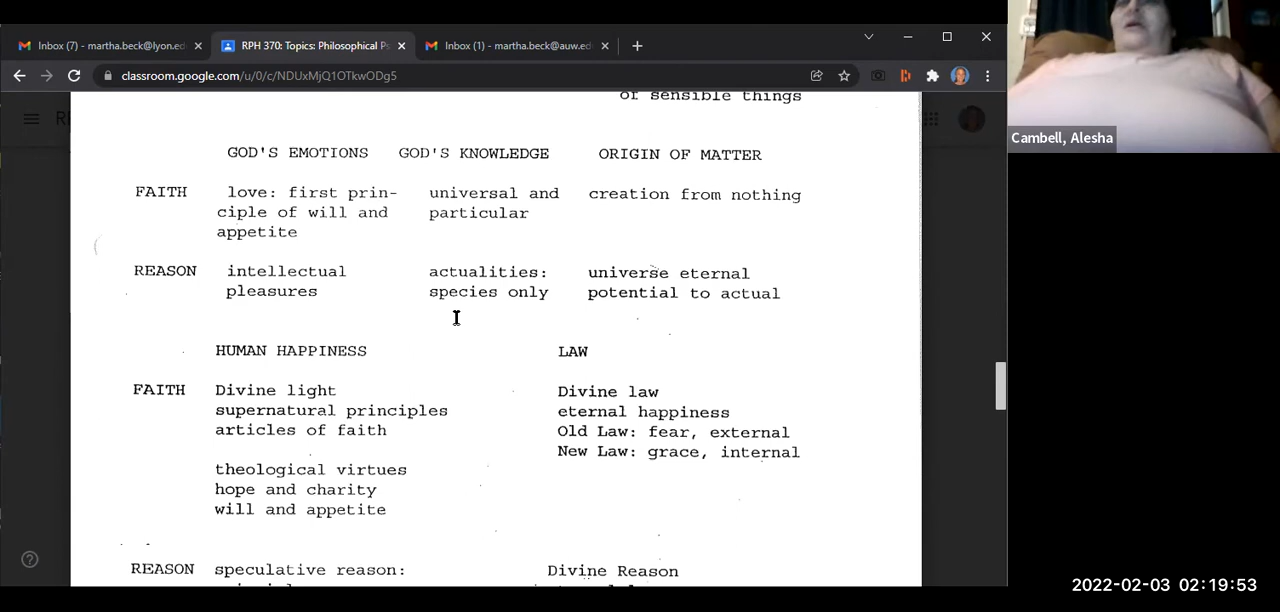 Inbox (7) - martha.beck@lyon.ed
RPH 370: Topics: Philosophical Ps
Inbox (1) - martha.beck@auw.ed
classroom.google.com/u/0/c/NDUxMjQ1OTkwODg5
Cambell, Alesha
of sensible things
GOD'S EMOTIONS GOD'S KNOWLEDGE ORIGIN OF MATTER
FAITH love: first prin- universal and creation from nothing
ciple of will and particular
appetite
REASON intellectual actualities: universe eternal
pleasures species only potential to actual
HUMAN HAPPINESS LAW
FAITH Divine light Divine law
supernatural principles eternal happiness
articles of faith Old Law: fear, external
New Law: grace, internal
theological virtues
hope and charity
will and appetite
REASON speculative reason: Divine Reason
2022-02-03 02:19:53